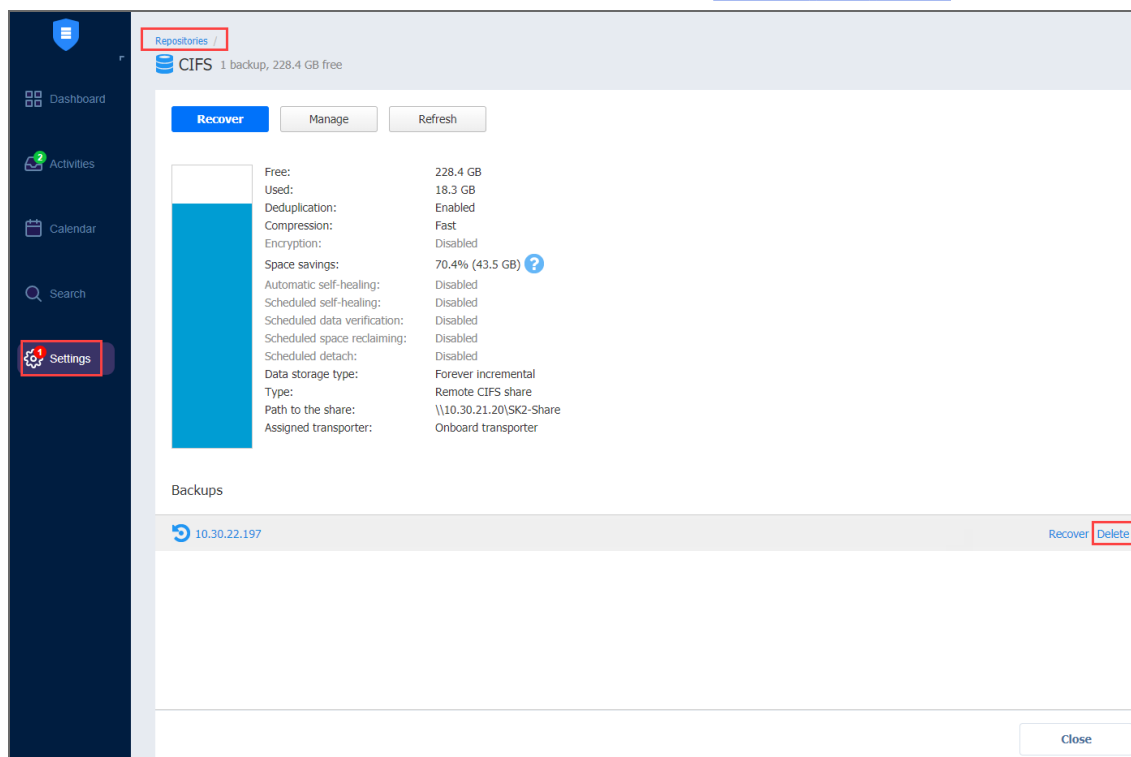 Repositories /
CIFS 1 backup, 228.4 GB free
Dashboard
2
Activities
Calendar
Search
1
Settings
Recover Manage Refresh
Free: 228.4 GB
Used: 18.3 GB
Deduplication: Enabled
Compression: Fast
Encryption: Disabled
Space savings: 70.4% (43.5 GB) ?
Automatic self-healing: Disabled
Scheduled self-healing: Disabled
Scheduled data verification: Disabled
Scheduled space reclaiming: Disabled
Scheduled detach: Disabled
Data storage type: Forever incremental
Type: Remote CIFS share
Path to the share: \\10.30.21.20\SK2-Share
Assigned transporter: Onboard transporter
Backups
10.30.22.197 Recover Delete
Close